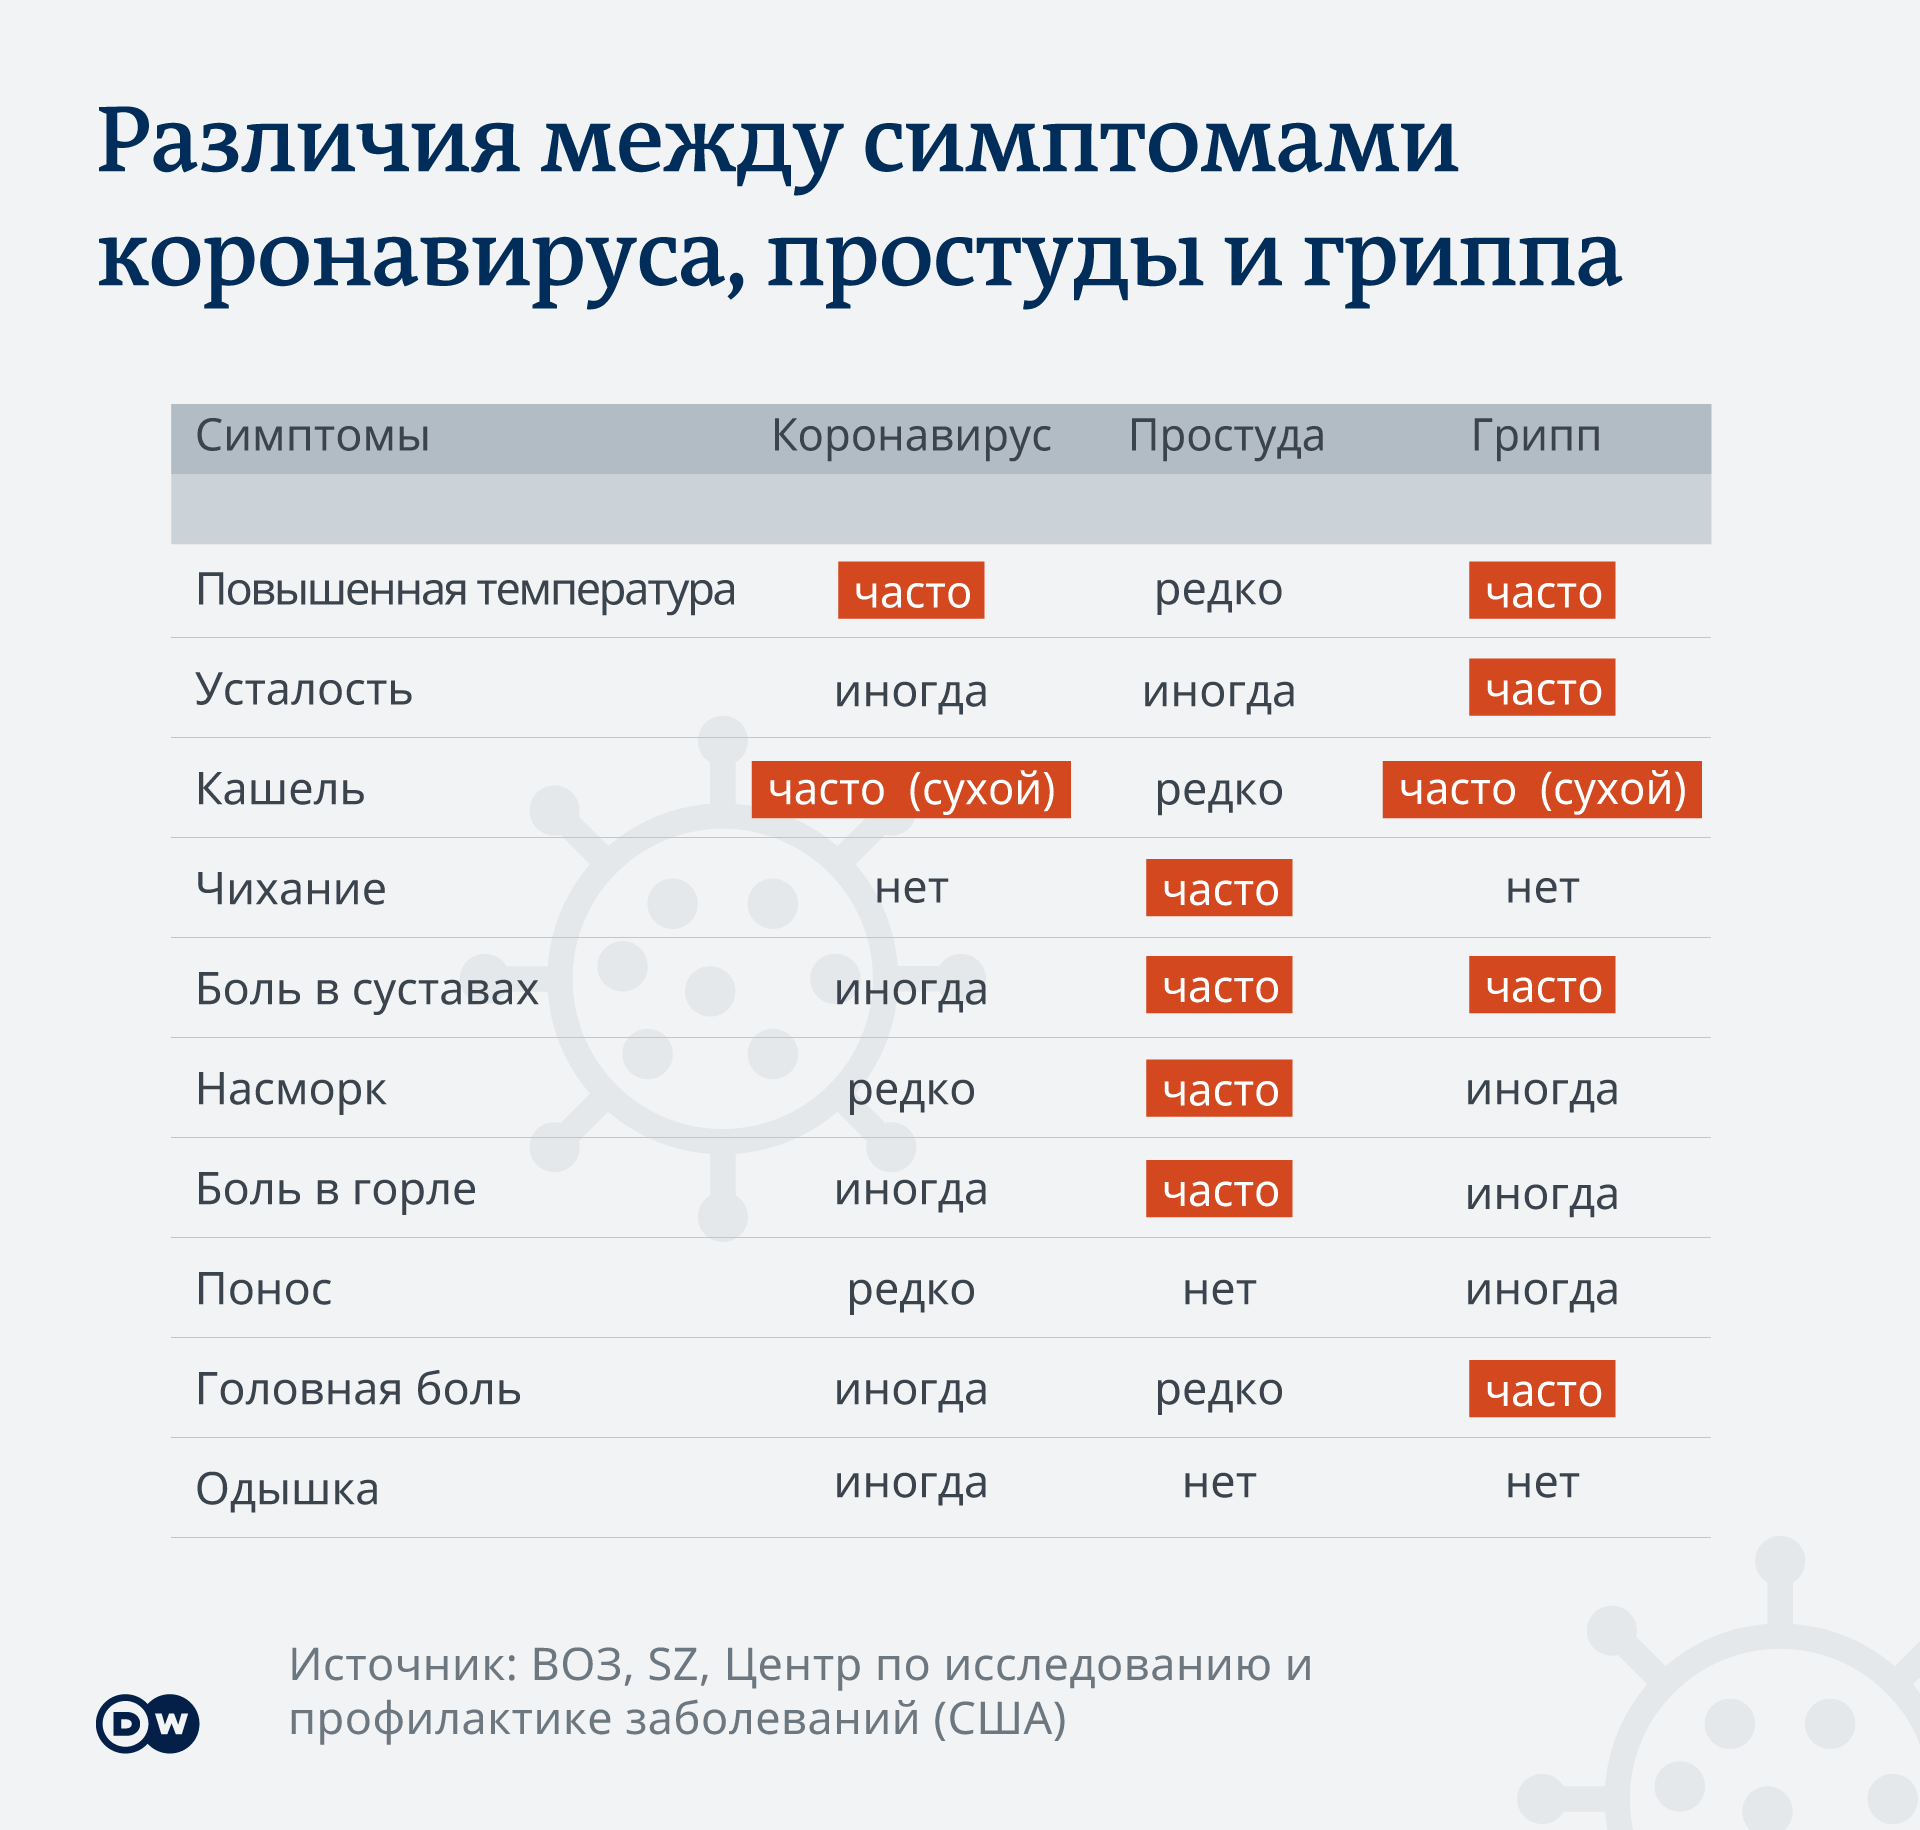 Различия между симптомами
коронавируса, простуды и гриппа
Симптомы Коронавирус Простуда Грипп
Повышенная температура часто редко часто
Усталость иногда иногда часто
Кашель часто (сухой) редко часто (сухой)
Чихание нет часто нет
Боль в суставах иногда часто часто
Насморк редко часто иногда
Боль в горле иногда часто иногда
Понос редко нет иногда
Головная боль иногда редко часто
Одышка иногда нет нет
Источник: ВОЗ, SZ, Центр по исследованию и
профилактике заболеваний (США)
DW